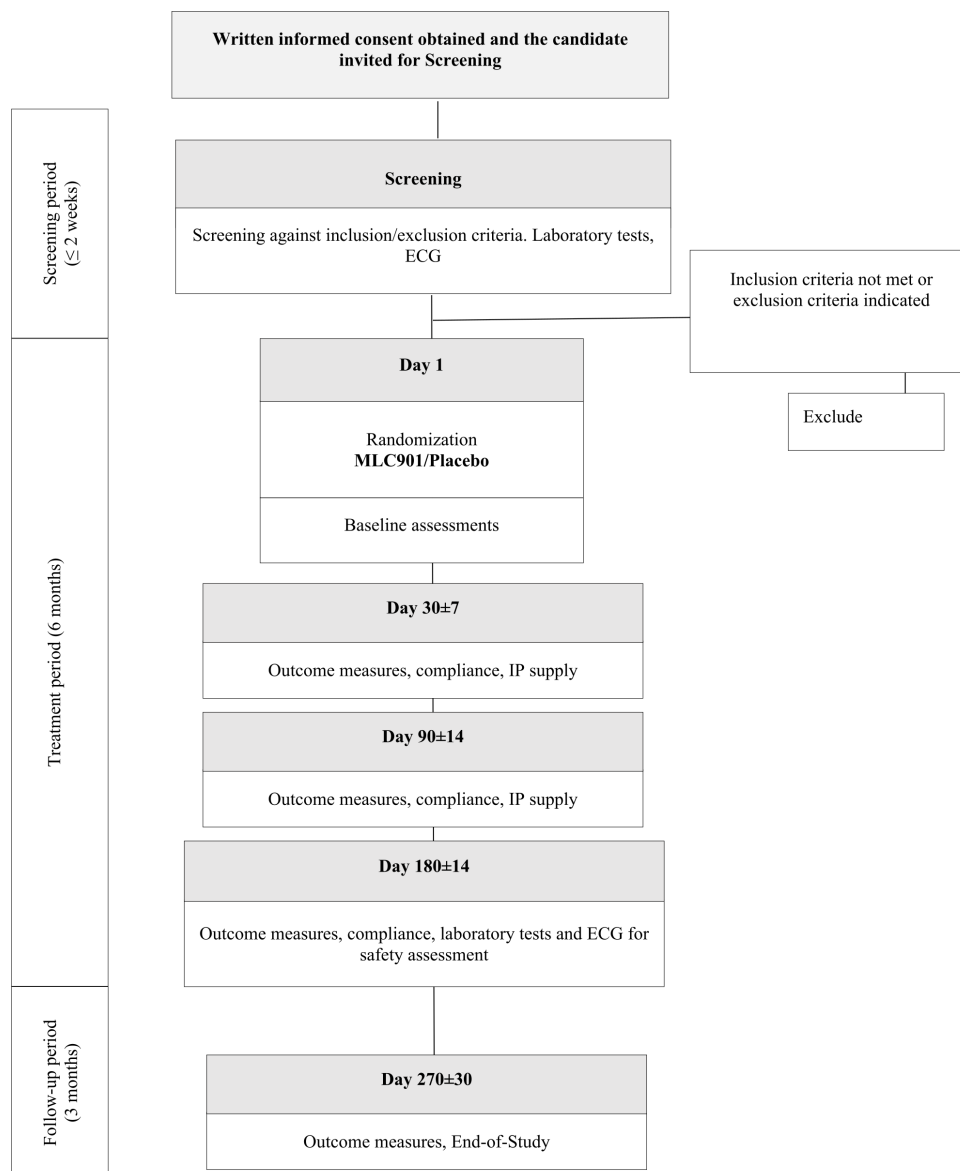 Written informed consent obtained and the candidate
invited for Screening
Screening period
(≤ 2 weeks)
Screening
Screening against inclusion/exclusion criteria. Laboratory tests,
ECG
Inclusion criteria not met or
exclusion criteria indicated
Exclude
Treatment period (6 months)
Day 1
Randomization
MLC901/Placebo
Baseline assessments
Day 30±7
Outcome measures, compliance, IP supply
Day 90±14
Outcome measures, compliance, IP supply
Day 180±14
Outcome measures, compliance, laboratory tests and ECG for
safety assessment
Follow-up period
(3 months)
Day 270±30
Outcome measures, End-of-Study